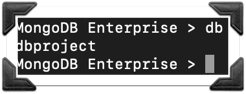 MongoDB Enterprise > db
dbproject
MongoDB Enterprise >